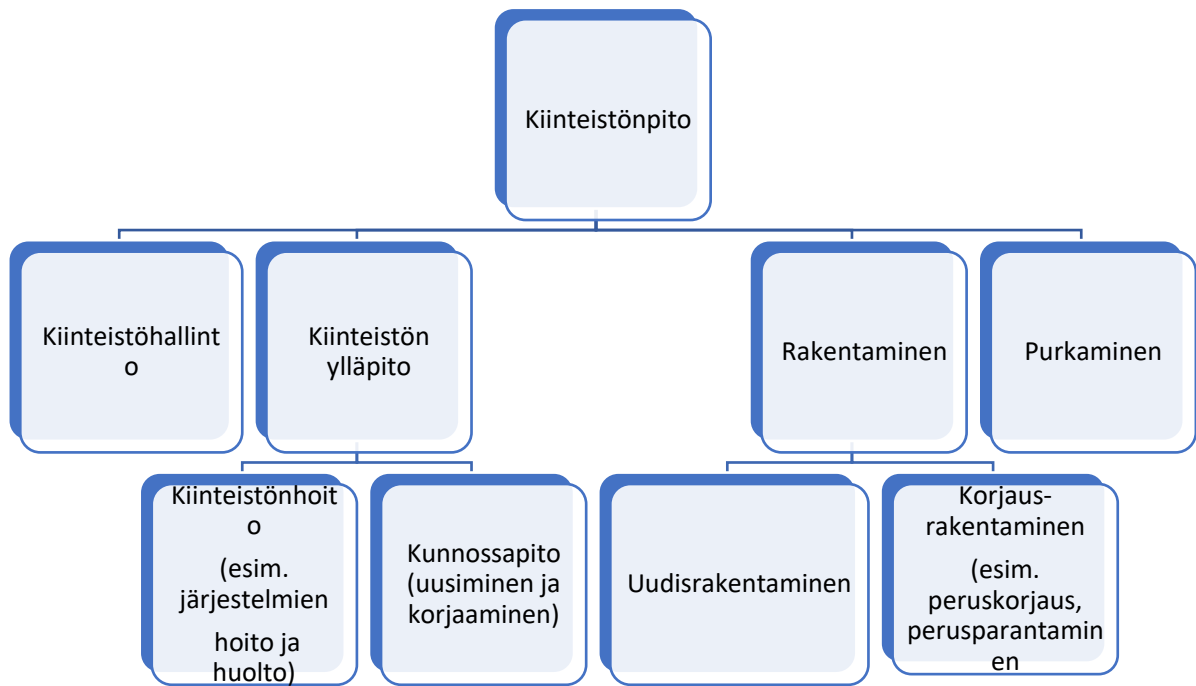 Kiinteistönpito
Kiinteistöhallint
o
Kiinteistön
ylläpito
Rakentaminen
Purkaminen
Kiinteistönhoit
o
(esim.
järjestelmien
hoito ja
huolto)
Kunnossapito
(uusiminen ja
korjaaminen)
Uudisrakentaminen
Korjaus-
rakentaminen
(esim.
peruskorjaus,
perusparantamin
en